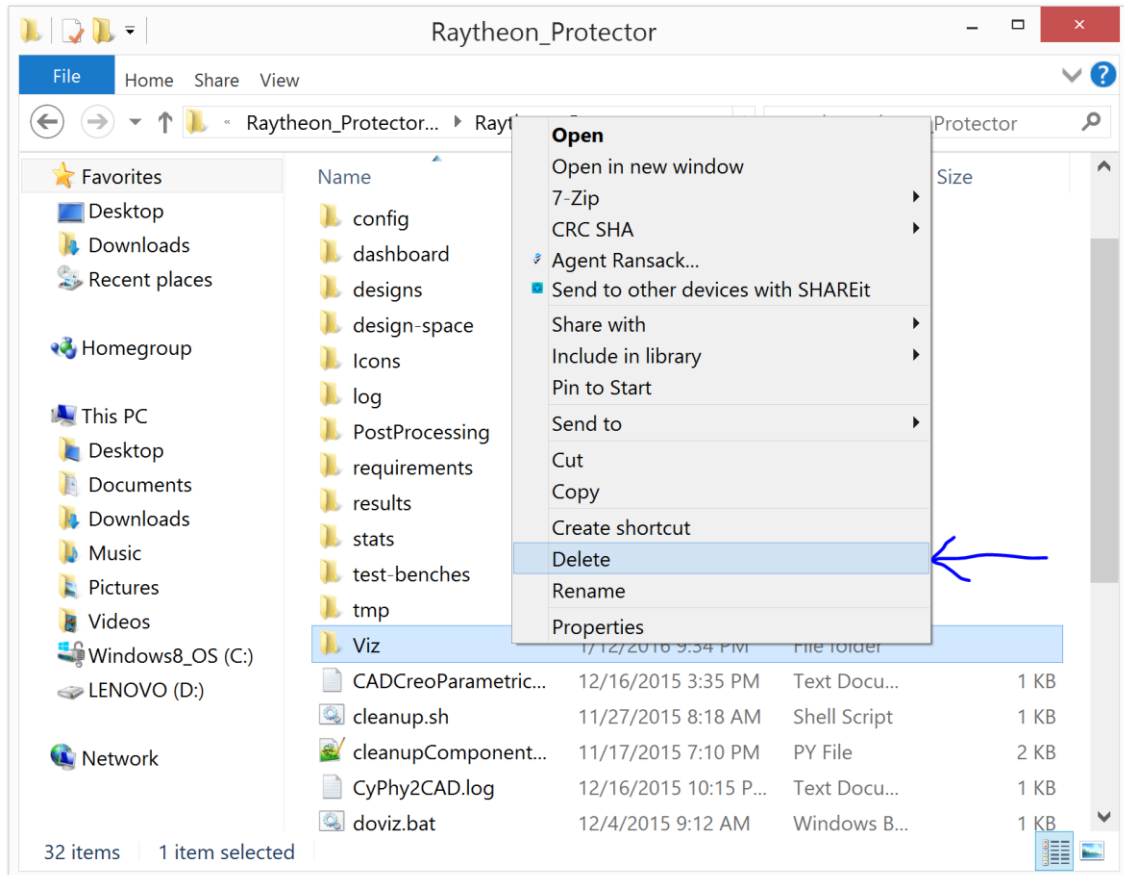 Raytheon_Protector
File Home Share View
« Raytheon_Protector... Rayt Protector
Favorites
Desktop
Downloads
Recent places
Homegroup
This PC
Desktop
Documents
Downloads
Music
Pictures
Videos
Windows8_OS (C:)
LENOVO (D:)
Network
Name Size
config
dashboard
designs
design-space
Icons
log
PostProcessing
requirements
results
stats
test-benches
tmp
Viz 1/12/2016 9:34 PM File folder
CADCreoParametric... 12/16/2015 3:35 PM Text Docu... 1 KB
cleanup.sh 11/27/2015 8:18 AM Shell Script 1 KB
cleanupComponent... 11/17/2015 7:10 PM PY File 2 KB
CyPhy2CAD.log 12/16/2015 10:15 P... Text Docu... 1 KB
doviz.bat 12/4/2015 9:12 AM Windows B... 1 KB
Open
Open in new window
7-Zip
CRC SHA
Agent Ransack...
Send to other devices with SHAREit
Share with
Include in library
Pin to Start
Send to
Cut
Copy
Create shortcut
Delete
Rename
Properties
32 items 1 item selected